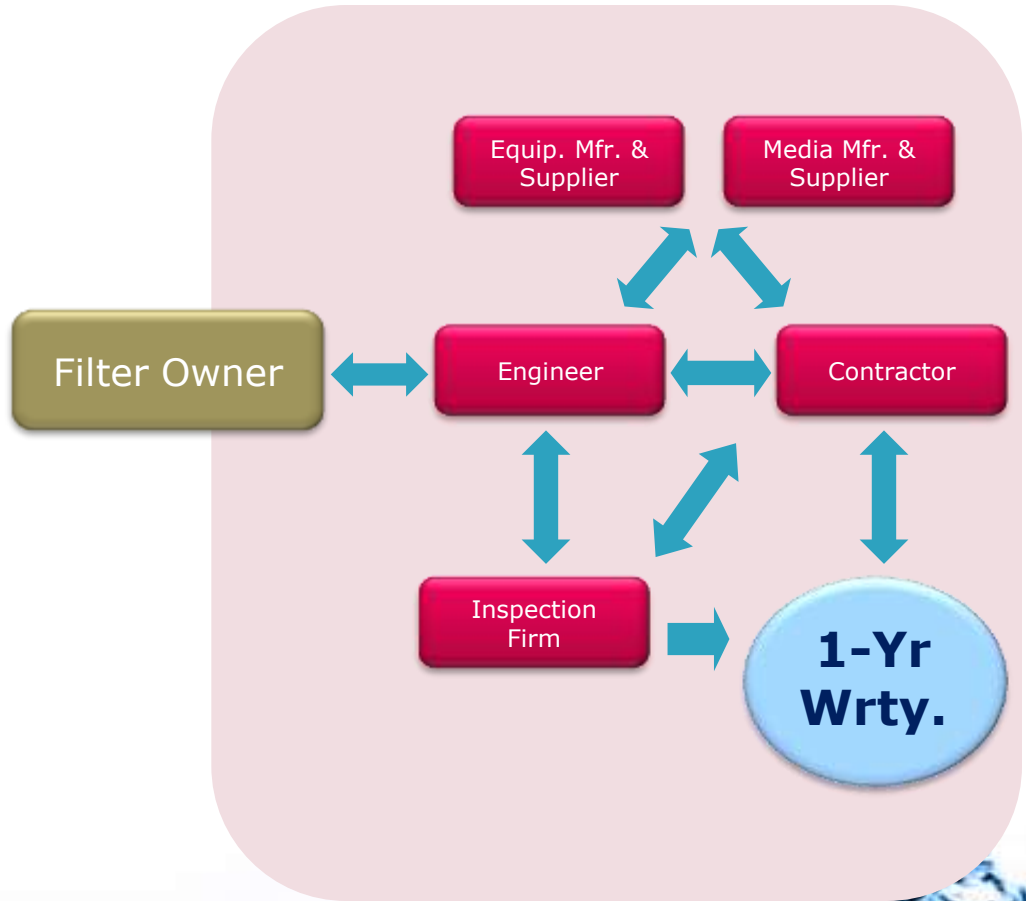 Equip. Mfr. &
Supplier
Media Mfr. &
Supplier
Filter Owner
Engineer
Contractor
Inspection
Firm
1-Yr
Wrty.